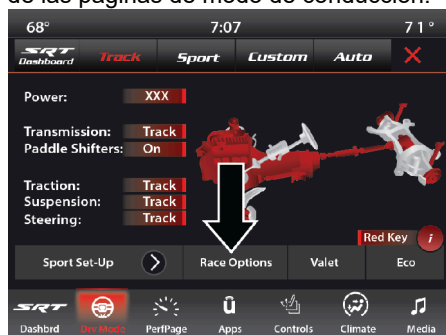 de las páginas de modo de conducción.
68° 7:07 71°
SRT Dashboard Track Sport Custom Auto
Power: XXX
Transmission: Track
Paddle Shifters: On
Traction: Track
Suspension: Track
Steering: Track
Red Key i
Sport Set-Up Race Options Valet Eco
SRT
Dashbrd Drv Mode PerfPage Apps Controls Climate Media